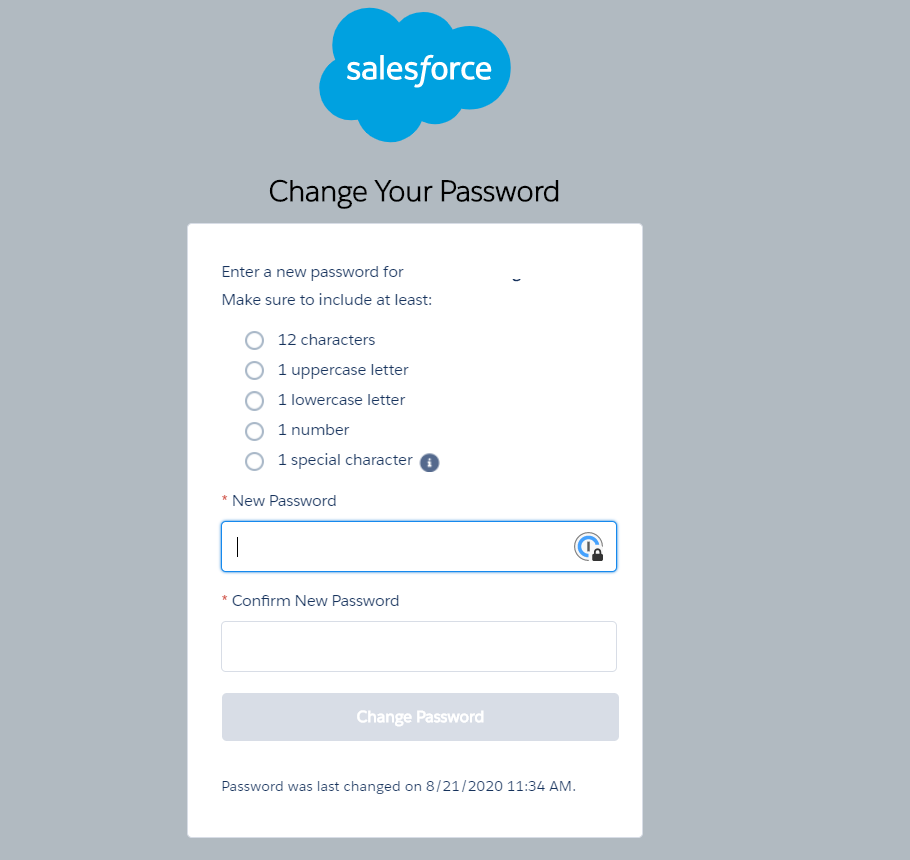 salesforce
Change Your Password
Enter a new password for
Make sure to include at least:
12 characters
1 uppercase letter
1 lowercase letter
1 number
1 special character
* New Password
* Confirm New Password
Change Password
Password was last changed on 8/21/2020 11:34 AM.